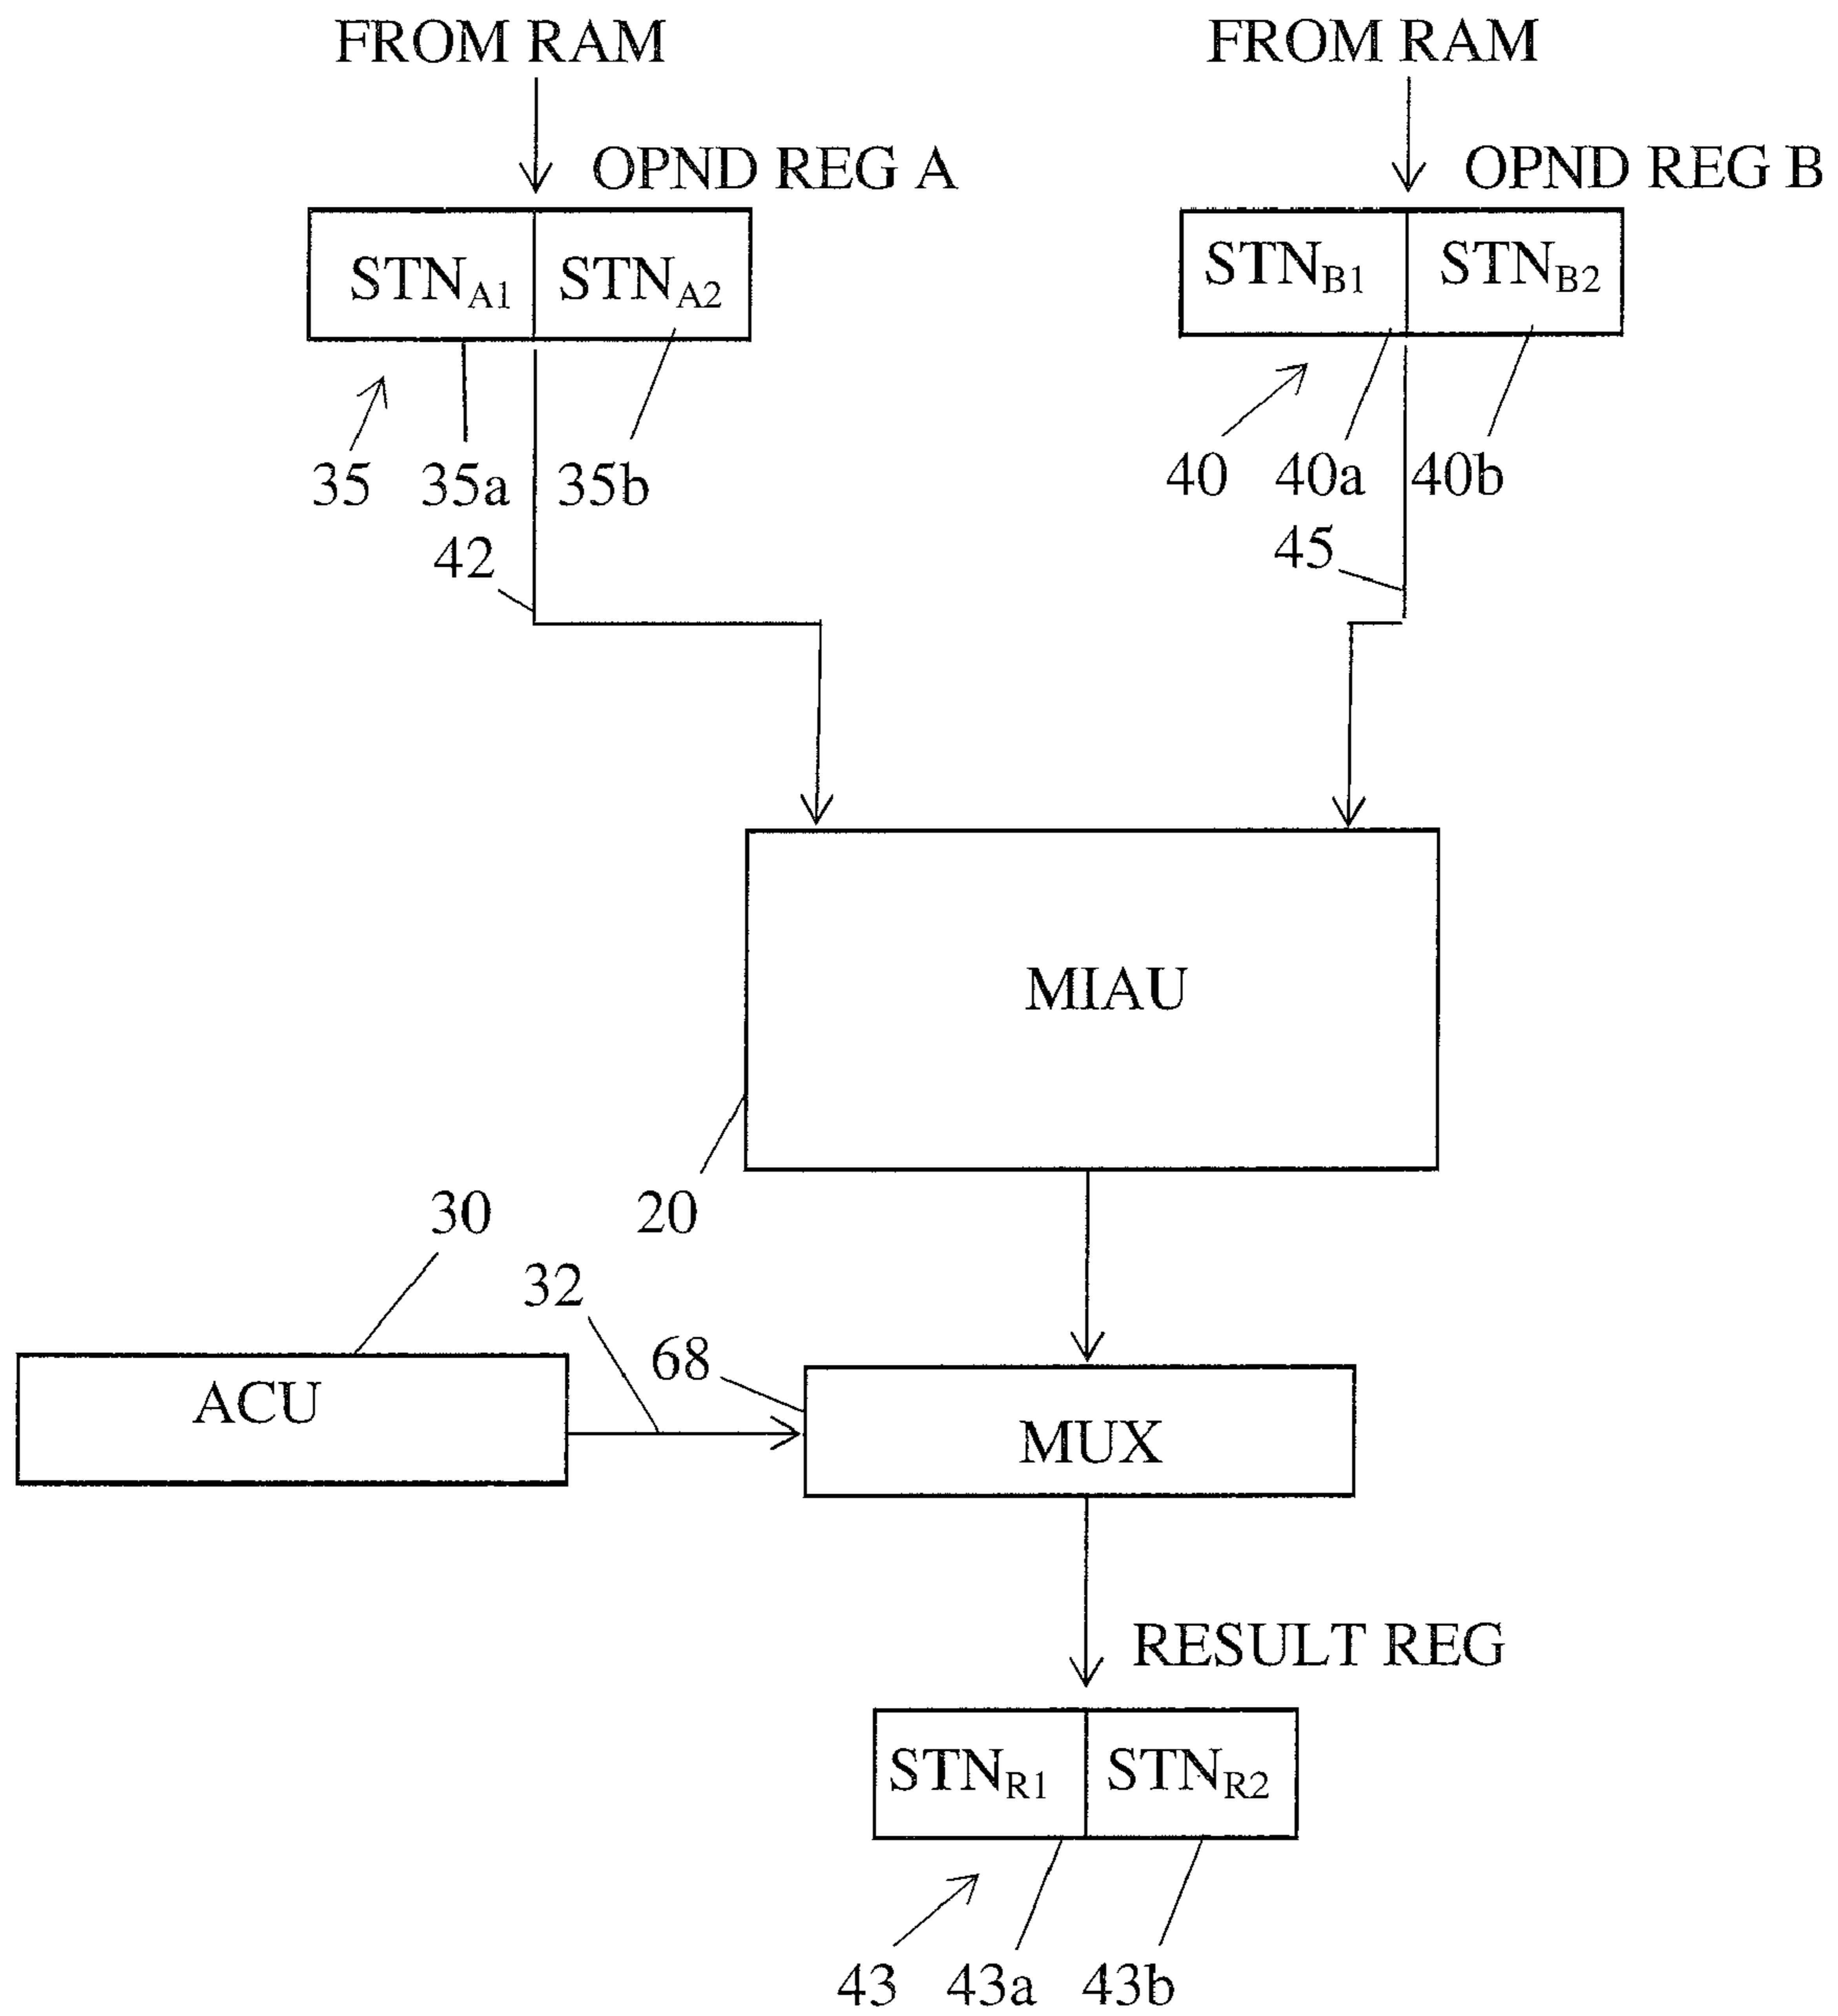 FROM RAM
FROM RAM
OPND REG A
OPND REG B
STNA1
STNA2
STNB1
STNB2
35
35a
35b
40
40a
40b
42
45
MIAU
20
30
32
68
ACU
MUX
RESULT REG
STNR1
STNR2
43
43a
43b